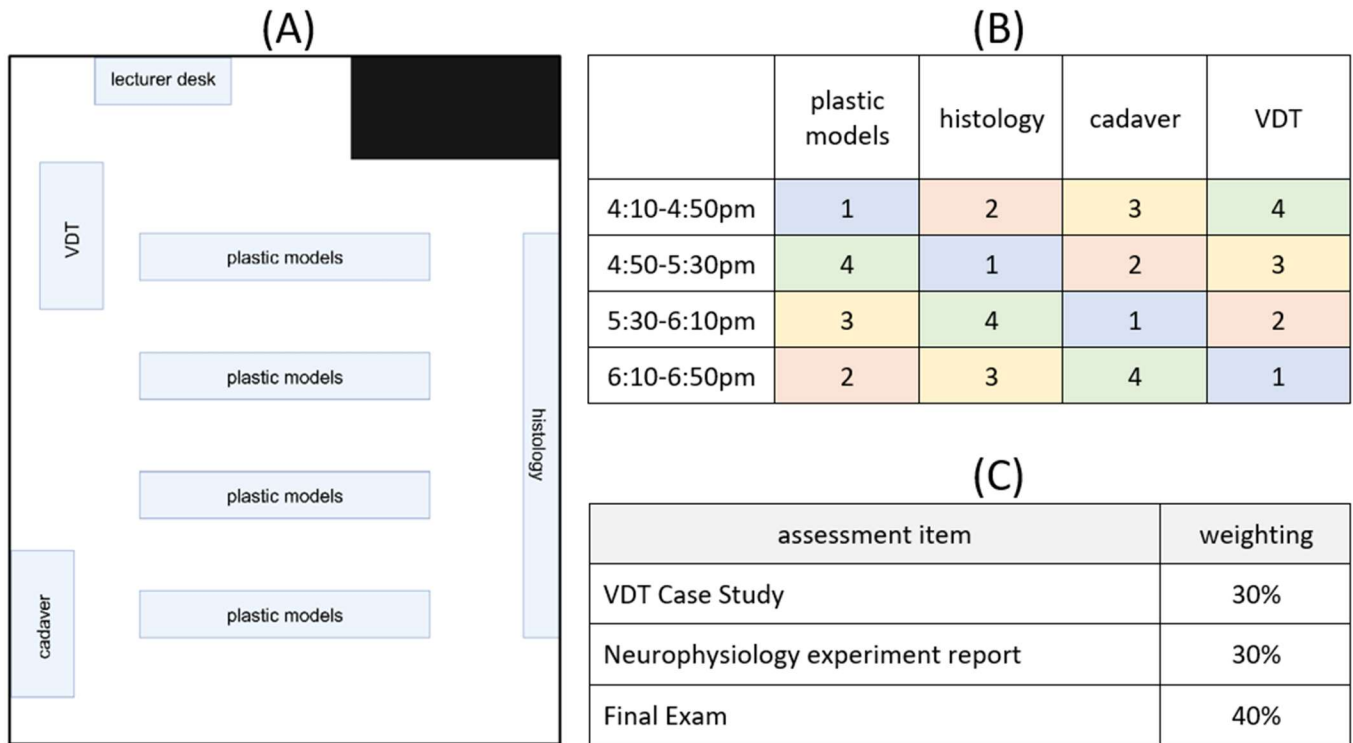 (A)
lecturer desk
VDT
plastic models
plastic models
plastic models
plastic models
histology
cadaver
(B)
plastic models histology cadaver VDT
4:10-4:50pm 1 2 3 4
4:50-5:30pm 4 1 2 3
5:30-6:10pm 3 4 1 2
6:10-6:50pm 2 3 4 1
(C)
assessment item weighting
VDT Case Study 30%
Neurophysiology experiment report 30%
Final Exam 40%